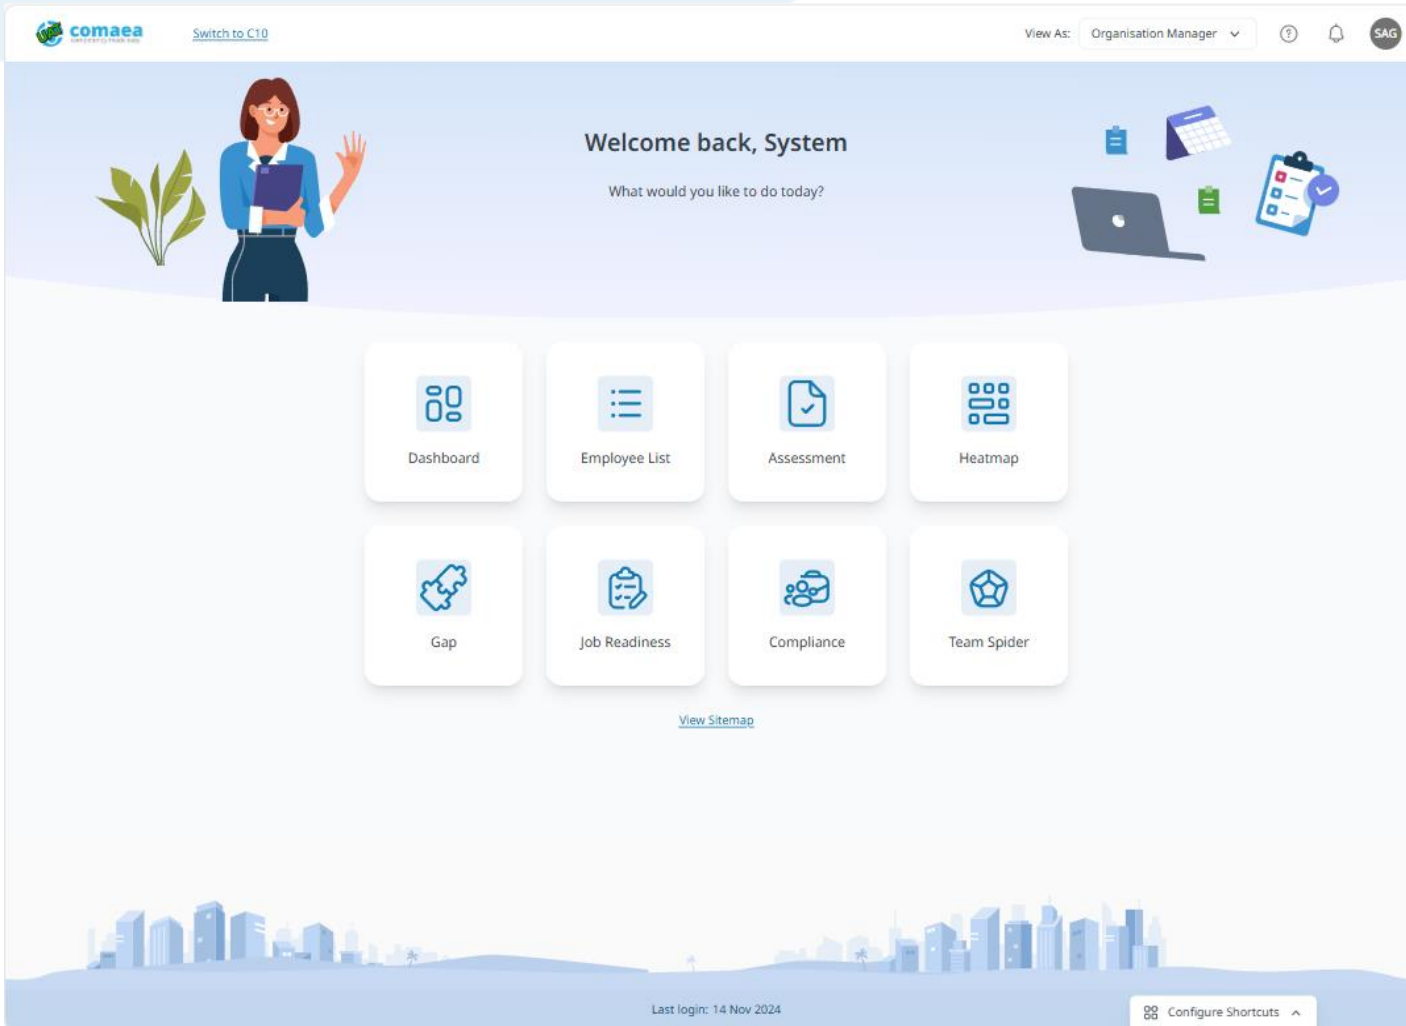 comaea
Switch to C10
View As: Organisation Manager
SAG
Welcome back, System
What would you like to do today?
Dashboard
Employee List
Assessment
Heatmap
Gap
Job Readiness
Compliance
Team Spider
View Sitemap
Last login: 14 Nov 2024
Configure Shortcuts